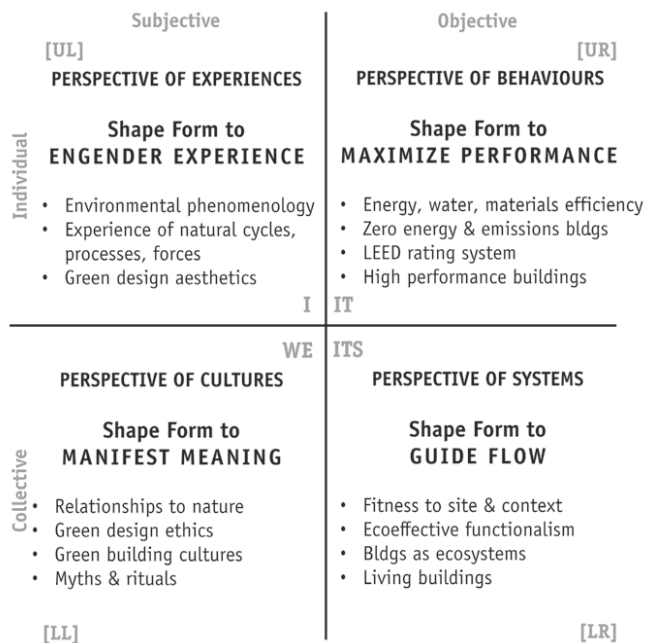 Subjective
Objective
[UL]
[UR]
Individual
PERSPECTIVE OF EXPERIENCES
Shape Form to
ENGENDER EXPERIENCE
• Environmental phenomenology
• Experience of natural cycles,
processes, forces
• Green design aesthetics
I
PERSPECTIVE OF BEHAVIOURS
Shape Form to
MAXIMIZE PERFORMANCE
• Energy, water, materials efficiency
• Zero energy & emissions bldgs
• LEED rating system
• High performance buildings
IT
Collective
WE
PERSPECTIVE OF CULTURES
Shape Form to
MANIFEST MEANING
• Relationships to nature
• Green design ethics
• Green building cultures
• Myths & rituals
[LL]
ITS
PERSPECTIVE OF SYSTEMS
Shape Form to
GUIDE FLOW
• Fitness to site & context
• Ecoeffective functionalism
• Bldgs as ecosystems
• Living buildings
[LR]